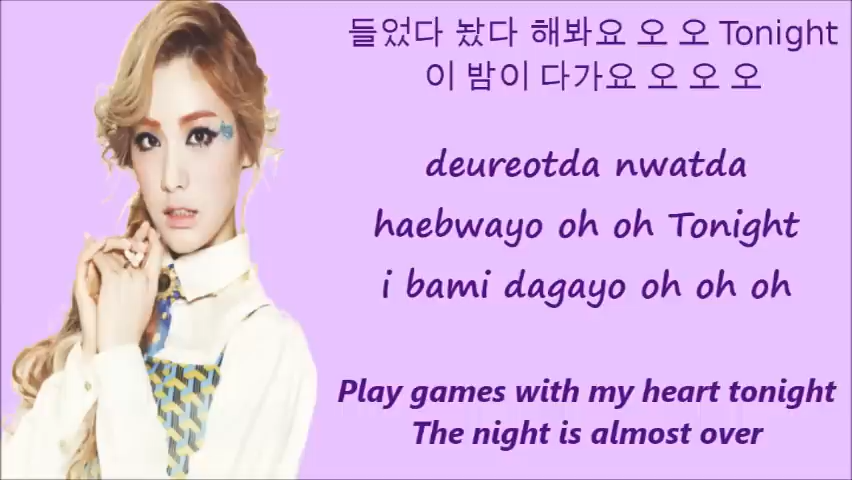 들었다 놨다 해봐요 오 오 Tonight
이 밤이 다가요 오 오 오
deureotda nwatda
haebwayo oh oh Tonight
i bami dagayo oh oh oh
Play games with my heart tonight
The night is almost over